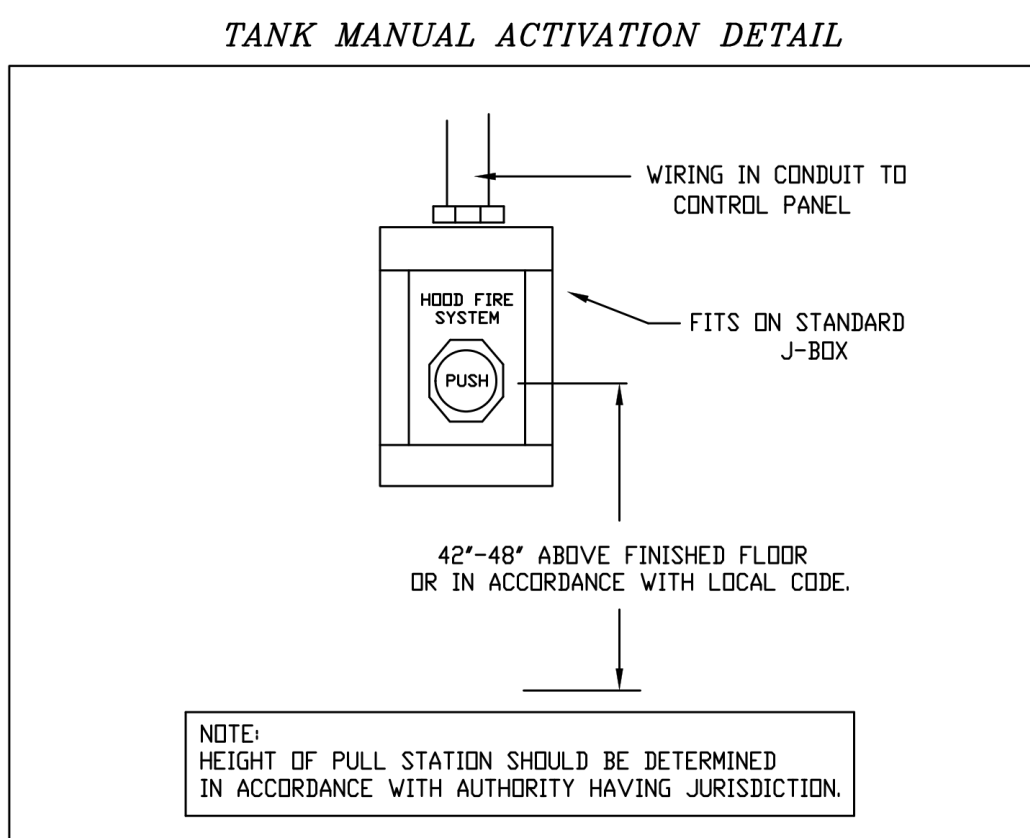 TANK MANUAL ACTIVATION DETAIL
WIRING IN CONDUIT TO
CONTROL PANEL
HOOD FIRE
SYSTEM
FITS ON STANDARD
J-BOX
PUSH
42"-48" ABOVE FINISHED FLOOR
OR IN ACCORDANCE WITH LOCAL CODE.
NOTE:
HEIGHT OF PULL STATION SHOULD BE DETERMINED
IN ACCORDANCE WITH AUTHORITY HAVING JURISDICTION.